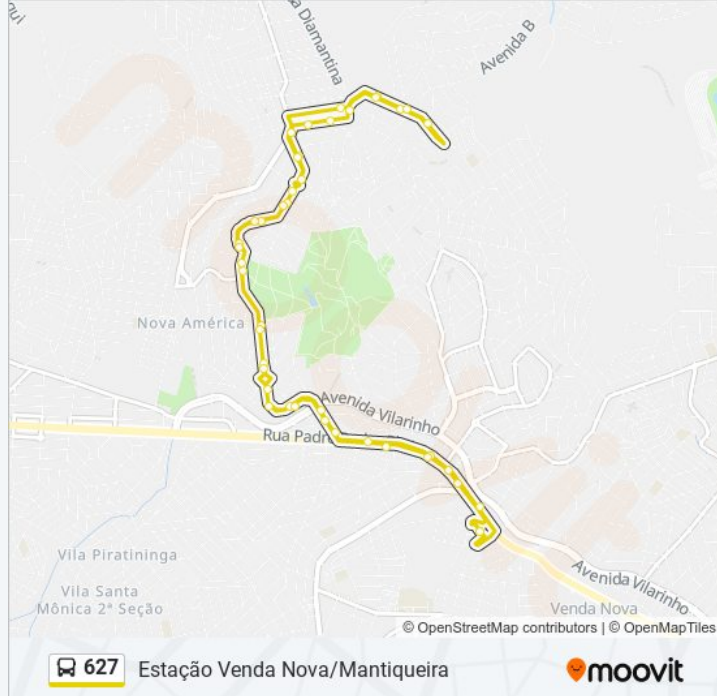 qui
a Diamantina
Avenida B
Nova América
Avenida Vilarinho
Rua Padr
Vila Piratininga
Vila Santa
Mônica 2ª Seção
Avenida Vilarinho
Venda Nova
© OpenStreetMap contributors | © OpenMapTiles
627 Estação Venda Nova/Mantiqueira
moovit